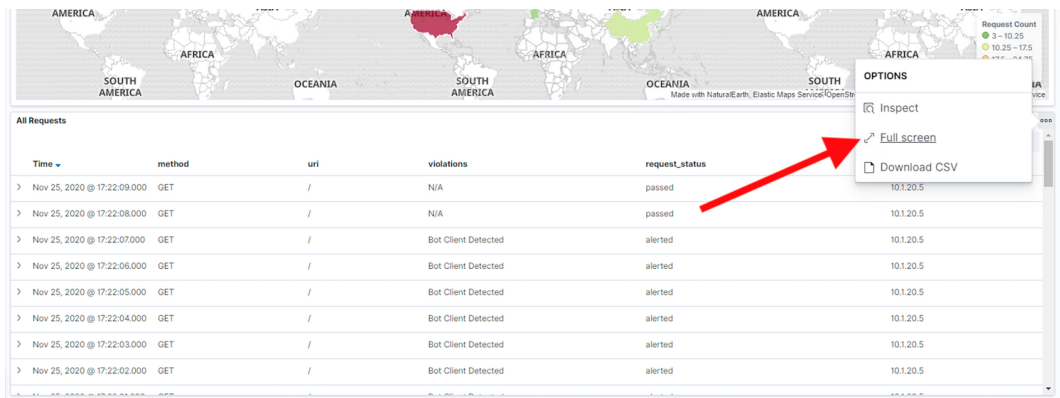 AMERICA
AMERICA
AMERICA
Request Count
3 – 10.25
10.25 – 17.5
AFRICA
AFRICA
AFRICA
SOUTH AMERICA
OCEANIA
SOUTH AMERICA
OCEANIA
SOUTH AMERICA
Made with NaturalEarth, Elastic Maps Service, OpenStre
OPTIONS
Inspect
Full screen
Download CSV
All Requests
Time method uri violations request_status
Nov 25, 2020 @ 17:22:09.000 GET / N/A passed 10.1.20.5
Nov 25, 2020 @ 17:22:08.000 GET / N/A passed 10.1.20.5
Nov 25, 2020 @ 17:22:07.000 GET / Bot Client Detected alerted 10.1.20.5
Nov 25, 2020 @ 17:22:06.000 GET / Bot Client Detected alerted 10.1.20.5
Nov 25, 2020 @ 17:22:05.000 GET / Bot Client Detected alerted 10.1.20.5
Nov 25, 2020 @ 17:22:04.000 GET / Bot Client Detected alerted 10.1.20.5
Nov 25, 2020 @ 17:22:03.000 GET / Bot Client Detected alerted 10.1.20.5
Nov 25, 2020 @ 17:22:02.000 GET / Bot Client Detected alerted 10.1.20.5